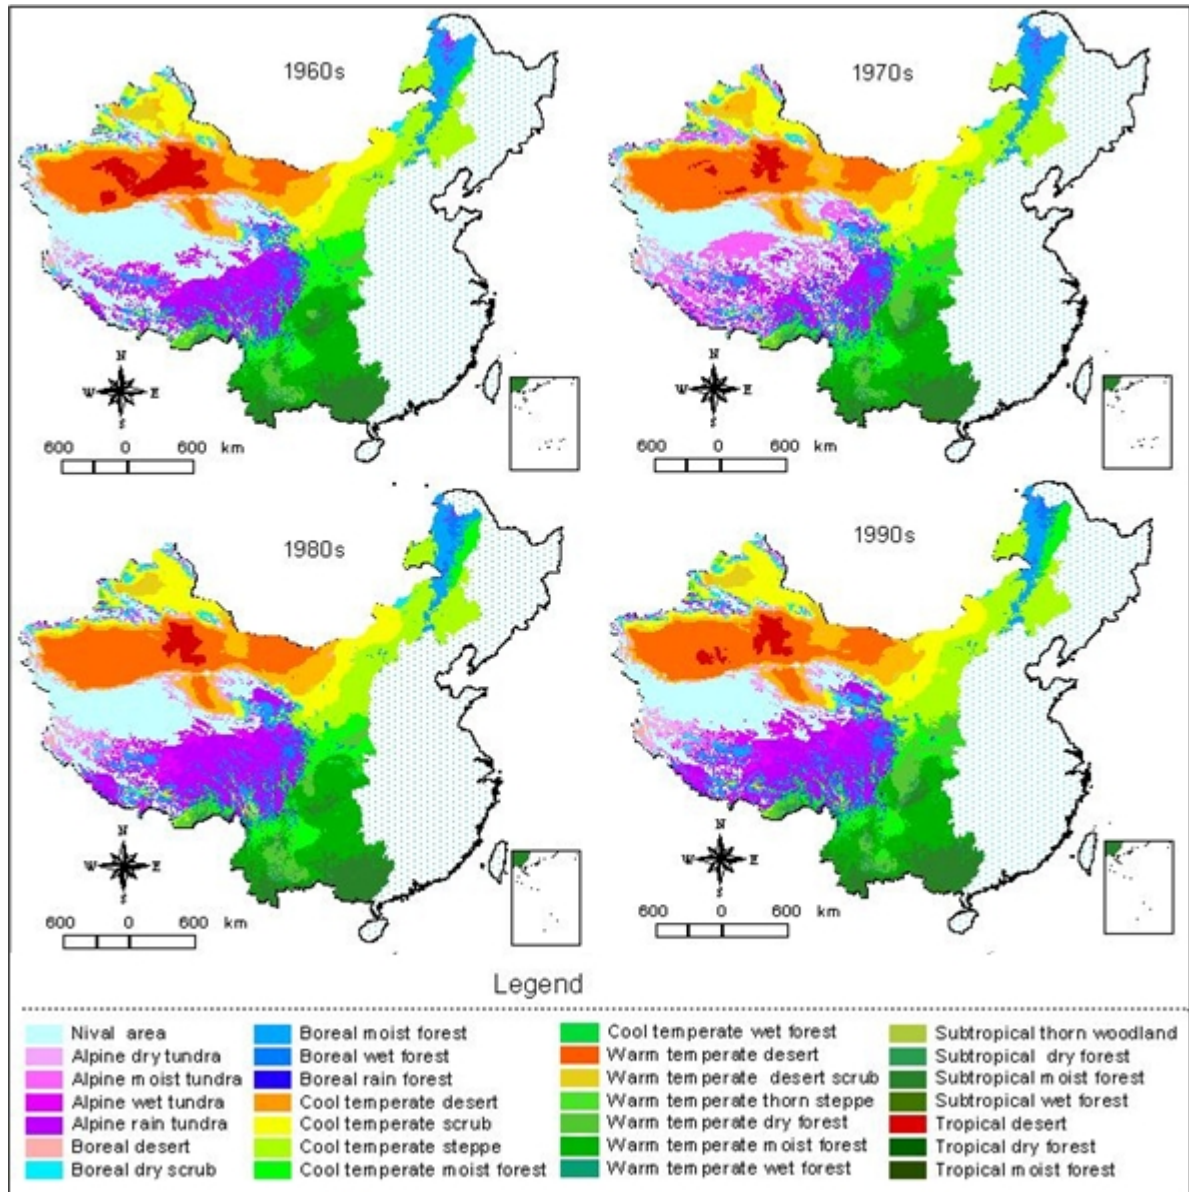 1960s
1970s
N
W E
S
600 0 600 km
N
W E
S
600 0 600 km
1980s
1990s
N
W E
S
600 0 600 km
N
W E
S
600 0 600 km
Legend
Nival area
Alpine dry tundra
Alpine moist tundra
Alpine wet tundra
Alpine rain tundra
Boreal desert
Boreal dry scrub
Boreal moist forest
Boreal wet forest
Boreal rain forest
Cool temperate desert
Cool temperate scrub
Cool temperate steppe
Cool temperate moist forest
Cool temperate wet forest
Warm temperate desert
Warm temperate desert scrub
Warm temperate thorn steppe
Warm temperate dry forest
Warm temperate moist forest
Warm temperate wet forest
Subtropical thorn woodland
Subtropical dry forest
Subtropical moist forest
Subtropical wet forest
Tropical desert
Tropical dry forest
Tropical moist forest